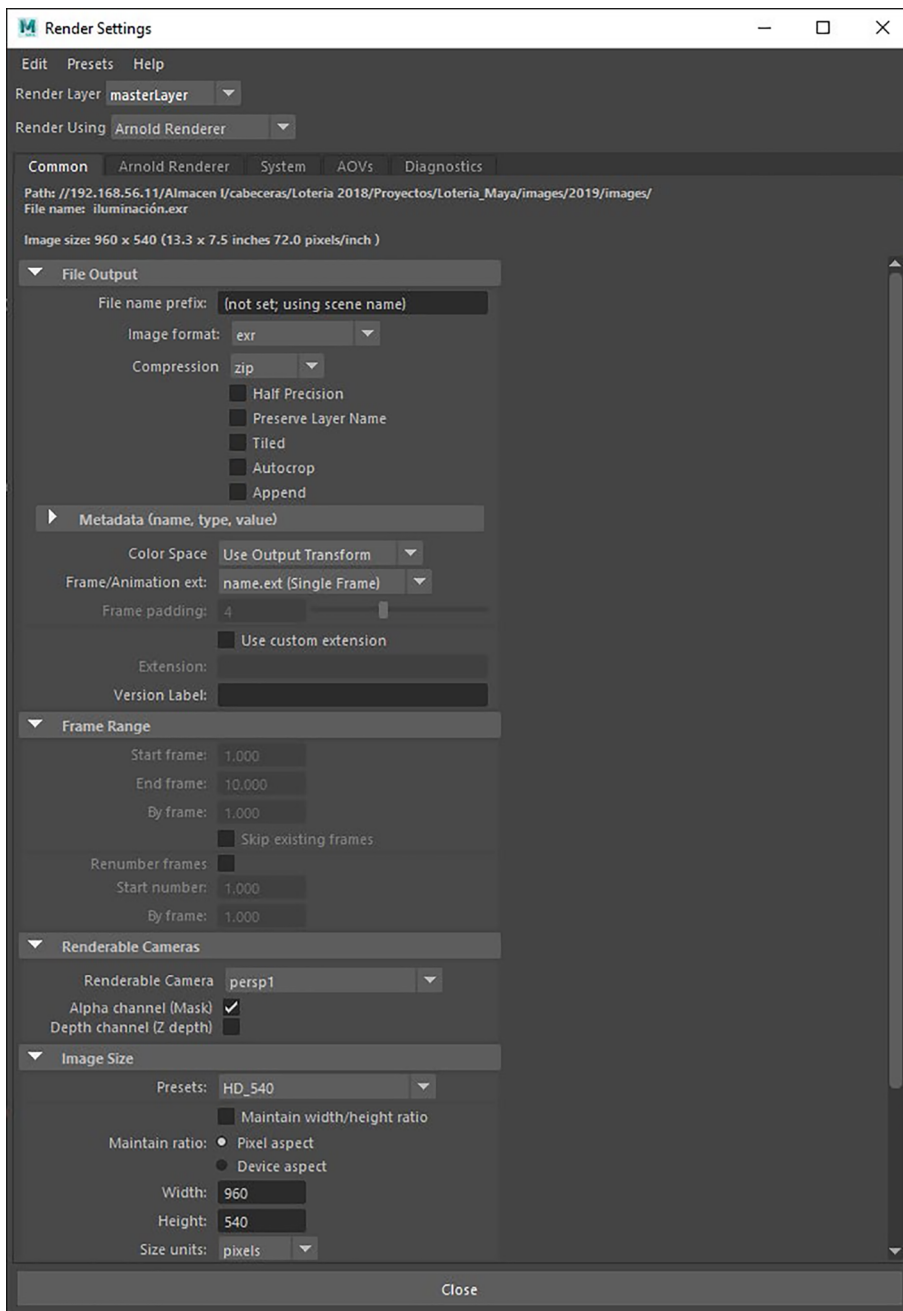 Render Settings
Edit Presets Help
Render Layer masterLayer
Render Using Arnold Renderer
Common Arnold Renderer System AOVs Diagnostics
Path: //192.168.56.11/Almacen I/cabeceras/Loteria 2018/Proyectos/Loteria_Maya/images/2019/images/
File name: iluminación.exr
Image size: 960 x 540 (13.3 x 7.5 inches 72.0 pixels/inch )
File Output
File name prefix: (not set; using scene name)
Image format: exr
Compression zip
Half Precision
Preserve Layer Name
Tiled
Autocrop
Append
Metadata (name, type, value)
Color Space Use Output Transform
Frame/Animation ext: name.ext (Single Frame)
Frame padding: 4
Use custom extension
Extension:
Version Label:
Frame Range
Start frame: 1.000
End frame: 10.000
By frame: 1.000
Skip existing frames
Renumber frames
Start number: 1.000
By frame: 1.000
Renderable Cameras
Renderable Camera persp1
Alpha channel (Mask)
Depth channel (Z depth)
Image Size
Presets: HD_540
Maintain width/height ratio
Maintain ratio: Pixel aspect
Device aspect
Width: 960
Height: 540
Size units: pixels
Close